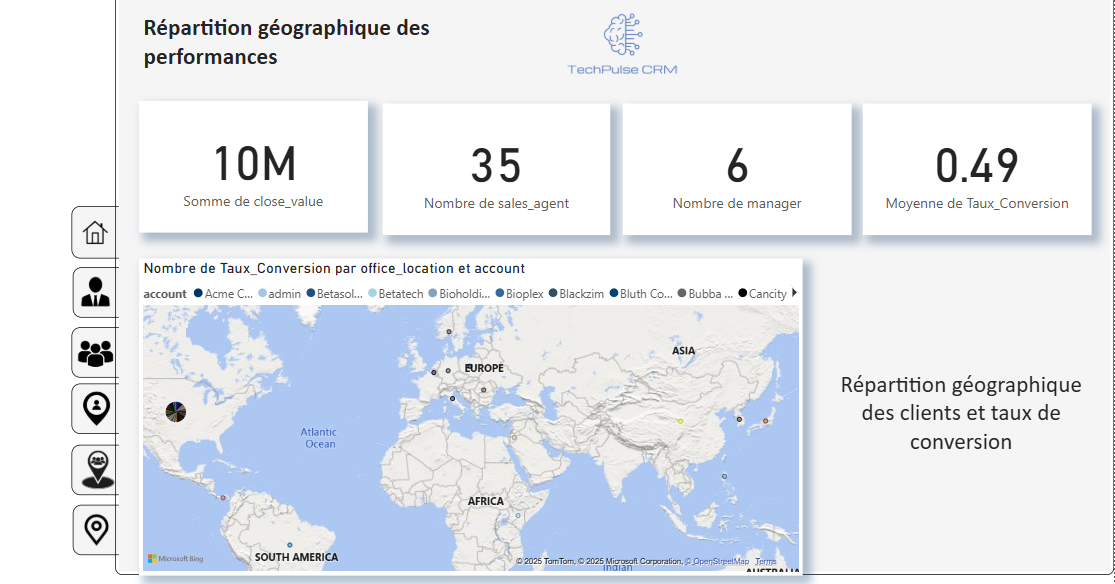 Répartition géographique des
performances
TechPulse CRM
10M
Somme de close_value
35
Nombre de sales_agent
6
Nombre de manager
0.49
Moyenne de Taux_Conversion
Nombre de Taux_Conversion par office_location et account
account Acme C... admin Betasol... Betatech Bioholdi... Bioplex Blackzim Bluth Co... Bubba ... Cancity
ASIA
EUROPE
Atlantic
Ocean
AFRICA
SOUTH AMERICA
Microsoft Bing
© 2025 TomTom, © 2025 Microsoft Corporation, © OpenStreetMap Terms
Indian
AUSTRALIA
Répartition géographique
des clients et taux de
conversion